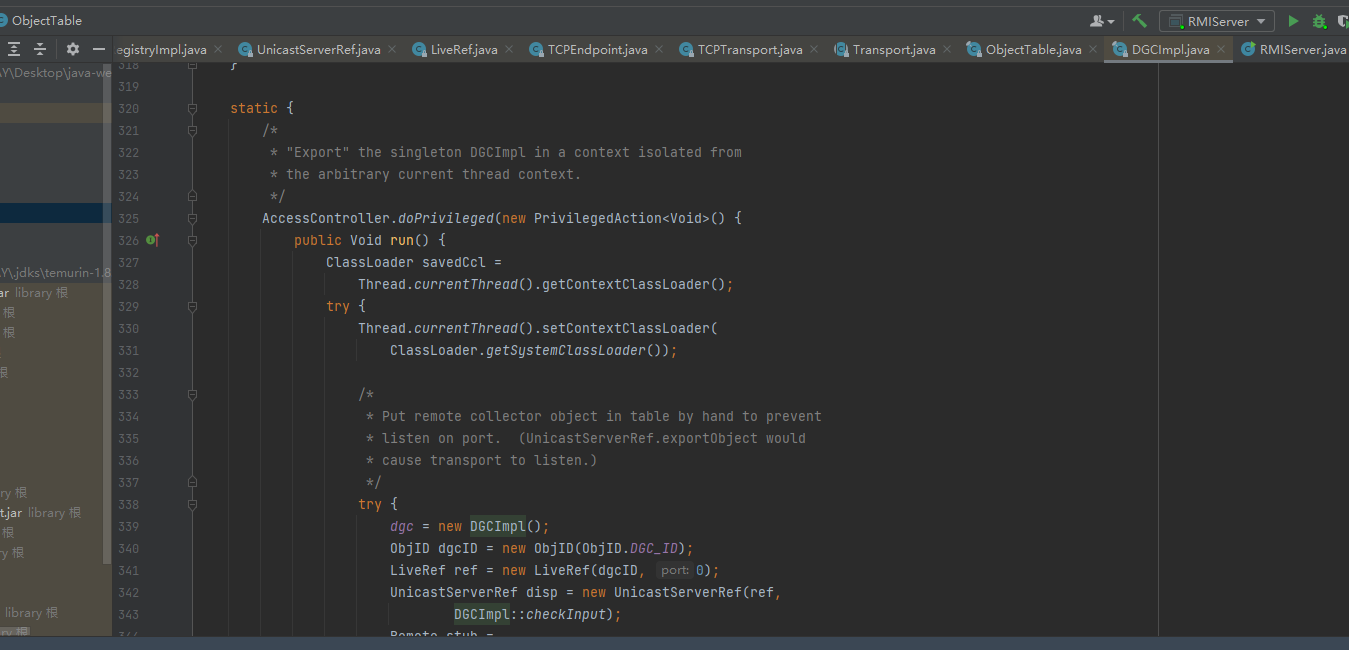 ObjectTable
RMIServer
egistryImpl.java
UnicastServerRef.java
LiveRef.java
TCPEndpoint.java
TCPTransport.java
Transport.java
ObjectTable.java
DGCImpl.java
RMIServer.java
\Y\Desktop\java-we
\Y\.jdks\temurin-1.8
ar library 根
根
根
根
ry 根
t.jar library 根
根
ry 根
library 根
ry 根
318 }
319
320 static {
321 /*
322 * "Export" the singleton DGCImpl in a context isolated from
323 * the arbitrary current thread context.
324 */
325 AccessController.doPrivileged(new PrivilegedAction<Void>() {
326 public Void run() {
327 ClassLoader savedCcl =
328 Thread.currentThread().getContextClassLoader();
329 try {
330 Thread.currentThread().setContextClassLoader(
331 ClassLoader.getSystemClassLoader());
332
333 /*
334 * Put remote collector object in table by hand to prevent
335 * listen on port.  (UnicastServerRef.exportObject would
336 * cause transport to listen.)
337 */
338 try {
339 dgc = new DGCImpl();
340 ObjID dgcID = new ObjID(ObjID.DGC_ID);
341 LiveRef ref = new LiveRef(dgcID, port: 0);
342 UnicastServerRef disp = new UnicastServerRef(ref,
343 DGCImpl::checkInput);
344 Remote stub =